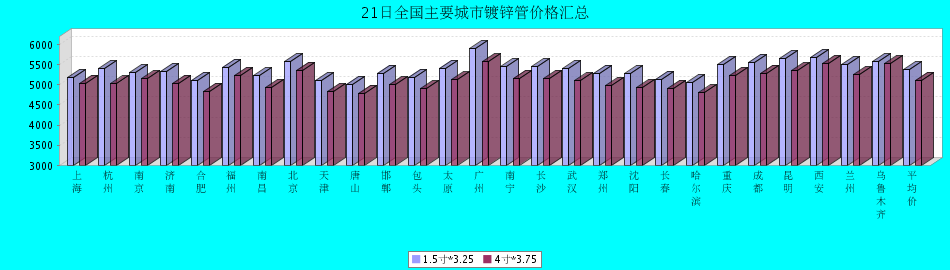 21日全国主要城市镀锌管价格汇总
6000
5500
5000
4500
4000
3500
3000
上海
杭州
南京
济南
合肥
福州
南昌
北京
天津
唐山
邯郸
包头
太原
广州
南宁
长沙
武汉
郑州
沈阳
长春
哈尔滨
重庆
成都
昆明
西安
兰州
乌鲁木齐
平均价
1.5寸*3.25
4寸*3.75